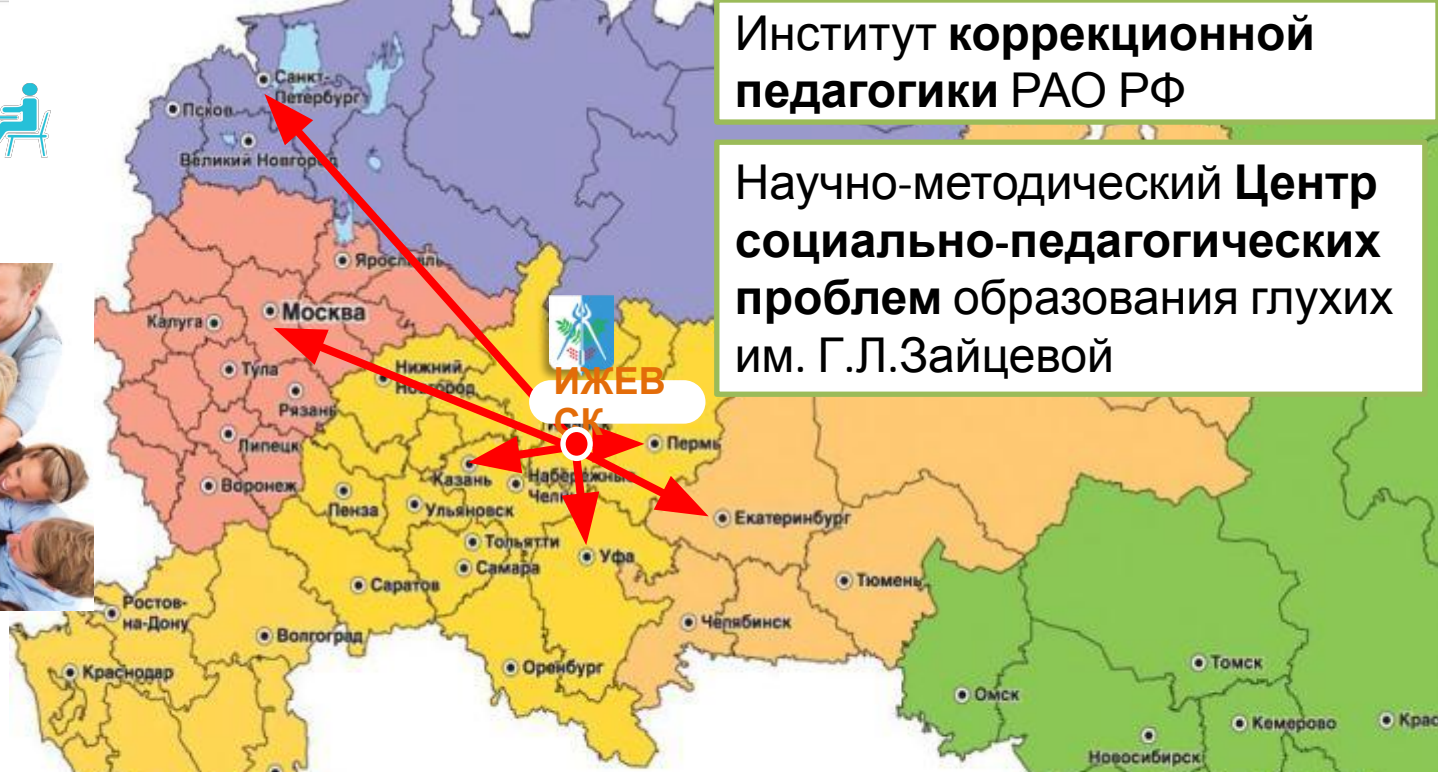 Институт коррекционной
педагогики РАО РФ
Научно-методический Центр
социально-педагогических
проблем образования глухих
им. Г.Л.Зайцевой
Санкт-
Петербург
Псков
Великий Новгород
Ярославль
Москва
Калуга
Тула
Рязань
Липецк
Воронеж
Нижний
Новгород
ИЖЕВ
СК
Пермь
Казань
Набережные
Челны
Пенза
Ульяновск
Екатеринбург
Тольятти
Самара
Уфа
Саратов
Тюмень
Ростов-
на-Дону
Волгоград
Челябинск
Краснодар
Оренбург
Томск
Омск
Кемерово
Крас
Новосибирск